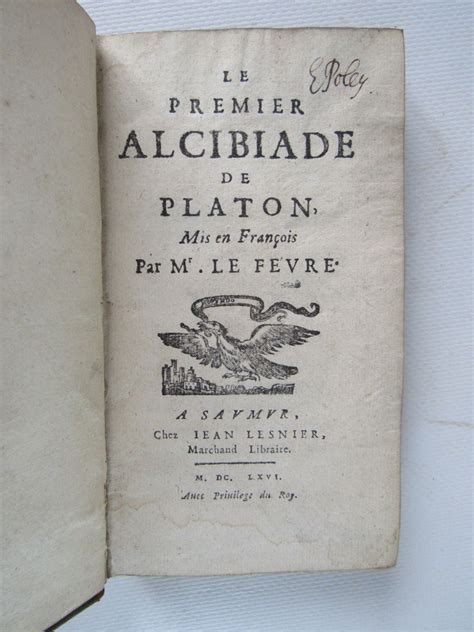 E Poley
LE
PREMIER
ALCIBIADE
DE
PLATON,
Mis en François
Par Mr. LE FEVRE.
A SAVMVR,
Chez IEAN LESNIER,
Marchand Libraire.
M. DC. LXVI.
Auec Privilege du Roy.